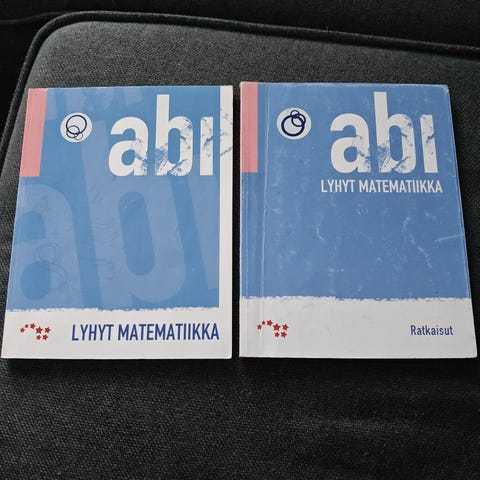 abi
LYHYT MATEMATIIKKA
abi
LYHYT MATEMATIIKKA
Ratkaisut